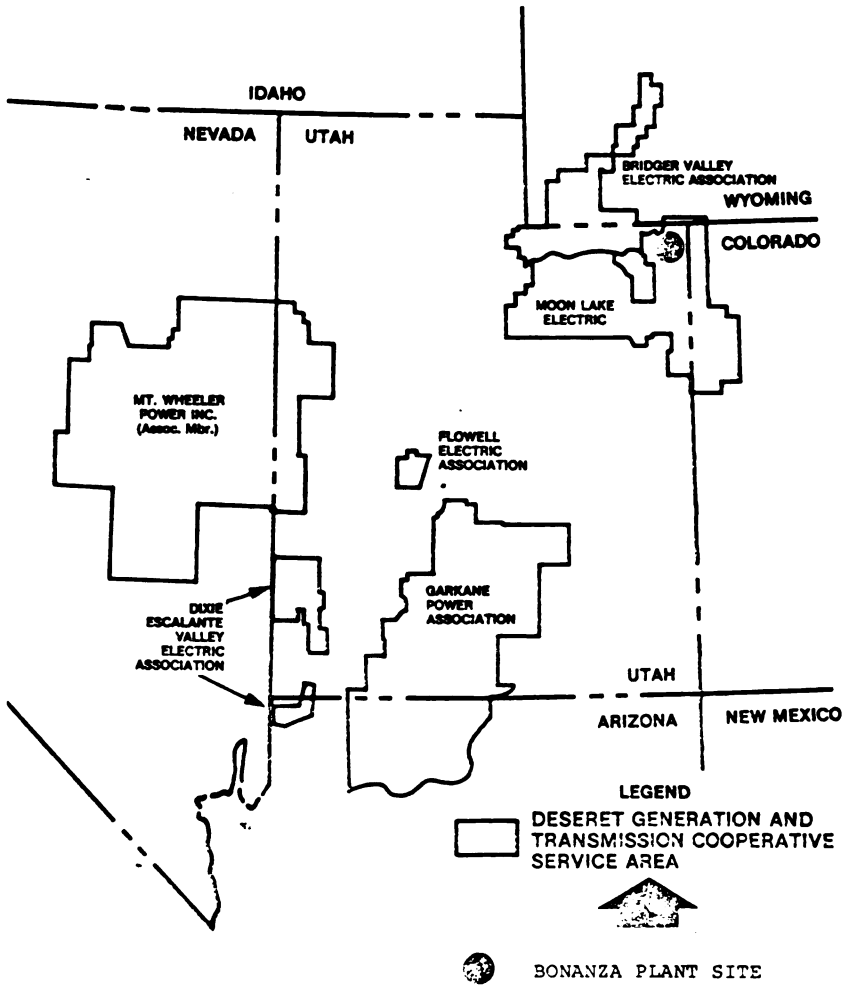 IDAHO
NEVADA
UTAH
BRIDGER VALLEY
ELECTRIC ASSOCIATION
WYOMING
COLORADO
MOON LAKE
ELECTRIC
MT. WHEELER
POWER INC.
(Assoc. Mbr.)
FLOWELL
ELECTRIC
ASSOCIATION
DIXIE
ESCALANTE
VALLEY
ELECTRIC
ASSOCIATION
GARKANE
POWER
ASSOCIATION
UTAH
ARIZONA
NEW MEXICO
LEGEND
DESERET GENERATION AND
TRANSMISSION COOPERATIVE
SERVICE AREA
BONANZA PLANT SITE